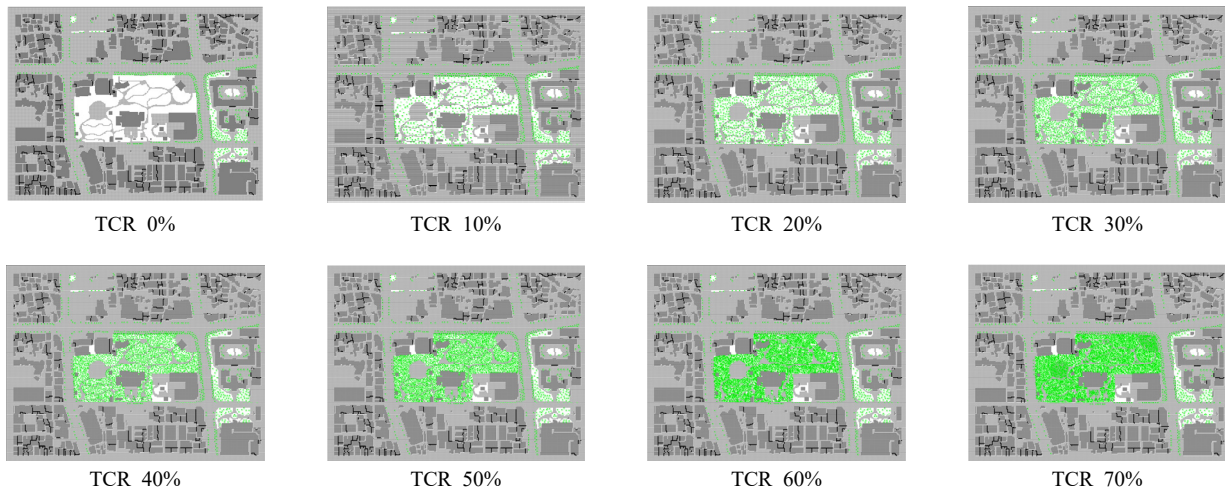 TCR 0%
TCR 10%
TCR 20%
TCR 30%
TCR 40%
TCR 50%
TCR 60%
TCR 70%